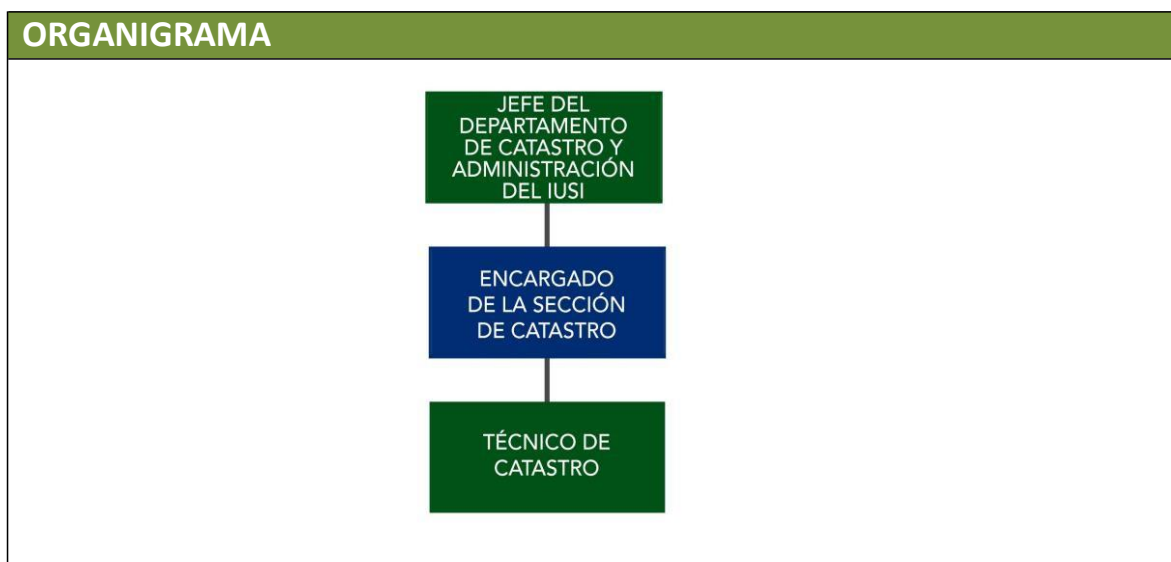 ORGANIGRAMA
JEFE DEL
DEPARTAMENTO
DE CATASTRO Y
ADMINISTRACIÓN
DEL IUSI
ENCARGADO
DE LA SECCIÓN
DE CATASTRO
TÉCNICO DE
CATASTRO